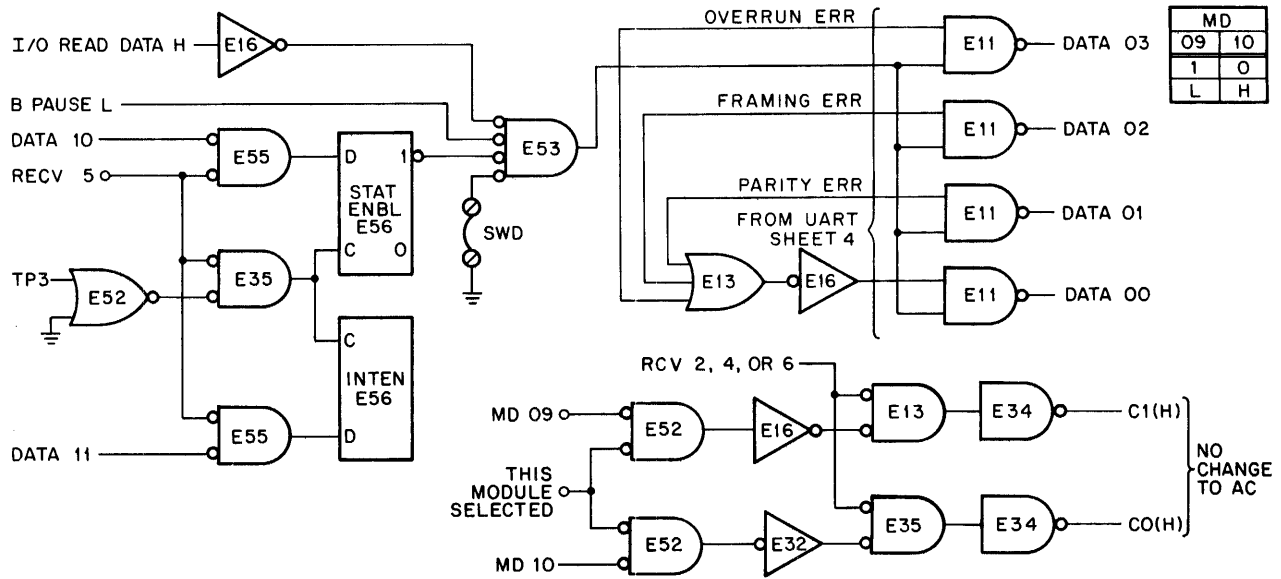 OVERRUN ERR
MD
09 10
1 0
L H
I/O READ DATA H
E16
E11
DATA 03
B PAUSE L
FRAMING ERR
DATA 10
E55
D 1
E53
E11
DATA 02
RECV 5
STAT
ENBL
E56
C 0
SWD
PARITY ERR
E11
DATA 01
FROM UART
SHEET 4
TP3
E52
E35
E13
E16
E11
DATA 00
C
INTEN
E56
D
RCV 2, 4, OR 6
E55
DATA 11
MD 09
E52
E16
E13
E34
C1(H)
THIS
MODULE
SELECTED
NO
CHANGE
TO AC
E52
E32
E35
E34
C0(H)
MD 10